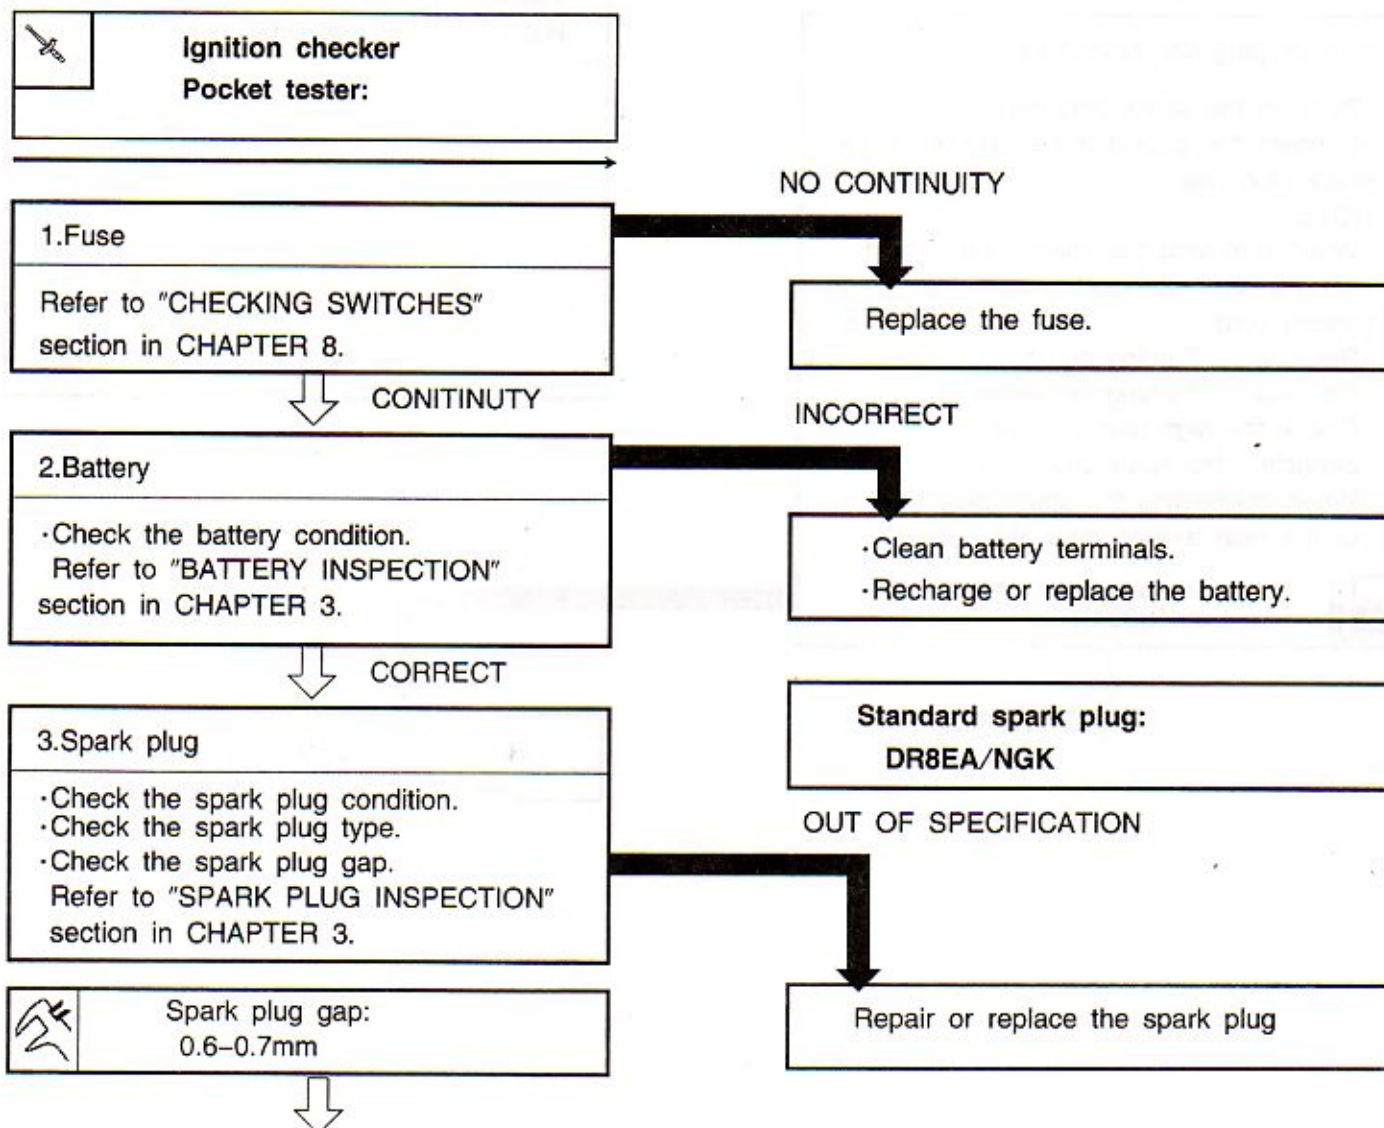 Ignition checker
Pocket tester:
NO CONTINUITY
1.Fuse
Refer to "CHECKING SWITCHES"
section in CHAPTER 8.
Replace the fuse.
CONITINUTY
INCORRECT
2.Battery
·Check the battery condition.
Refer to "BATTERY INSPECTION"
section in CHAPTER 3.
·Clean battery terminals.
·Recharge or replace the battery.
CORRECT
Standard spark plug:
DR8EA/NGK
3.Spark plug
·Check the spark plug condition.
·Check the spark plug type.
·Check the spark plug gap.
Refer to "SPARK PLUG INSPECTION"
section in CHAPTER 3.
OUT OF SPECIFICATION
Spark plug gap:
0.6–0.7mm
Repair or replace the spark plug